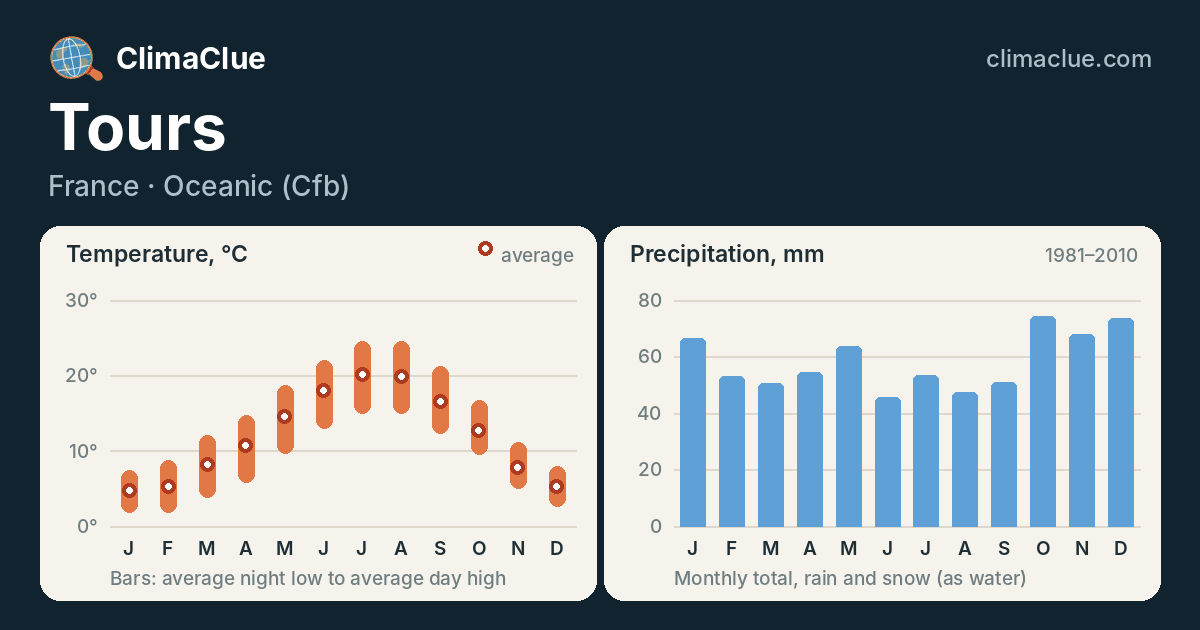 ClimaClue
climaclue.com
Tours
France · Oceanic (Cfb)
Temperature, °C
average
30°
20°
10°
0°
J F M A M J J A S O N D
Bars: average night low to average day high
Precipitation, mm
1981–2010
80
60
40
20
0
J F M A M J J A S O N D
Monthly total, rain and snow (as water)